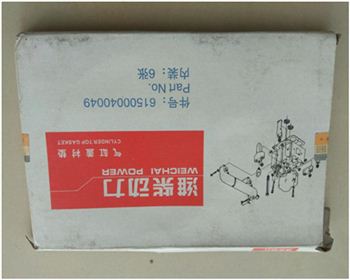 潍柴动力
WEICHAI POWER
气缸盖衬垫
CYLINDER TOP GASKET
件号：61500040049
Part No.
内装：6张